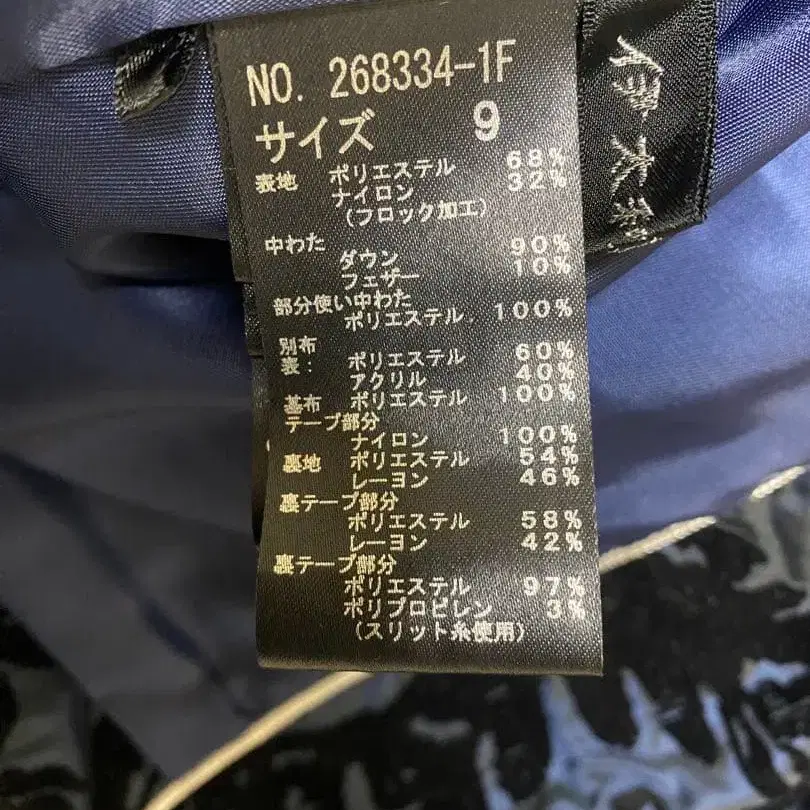 NO. 268334-1F
サイズ 9
表地 ポリエステル 68%
ナイロン 32%
(フロック加工)
中わた
ダウン 90%
フェザー 10%
部分使い中わた
ポリエステル 100%
別布
表: ポリエステル 60%
アクリル 40%
基布 ポリエステル 100%
テープ部分
ナイロン 100%
裏地 ポリエステル 54%
レーヨン 46%
裏テープ部分
ポリエステル 58%
レーヨン 42%
裏テープ部分
ポリエステル 97%
ポリプロピレン 3%
(スリット糸使用)
伊太利